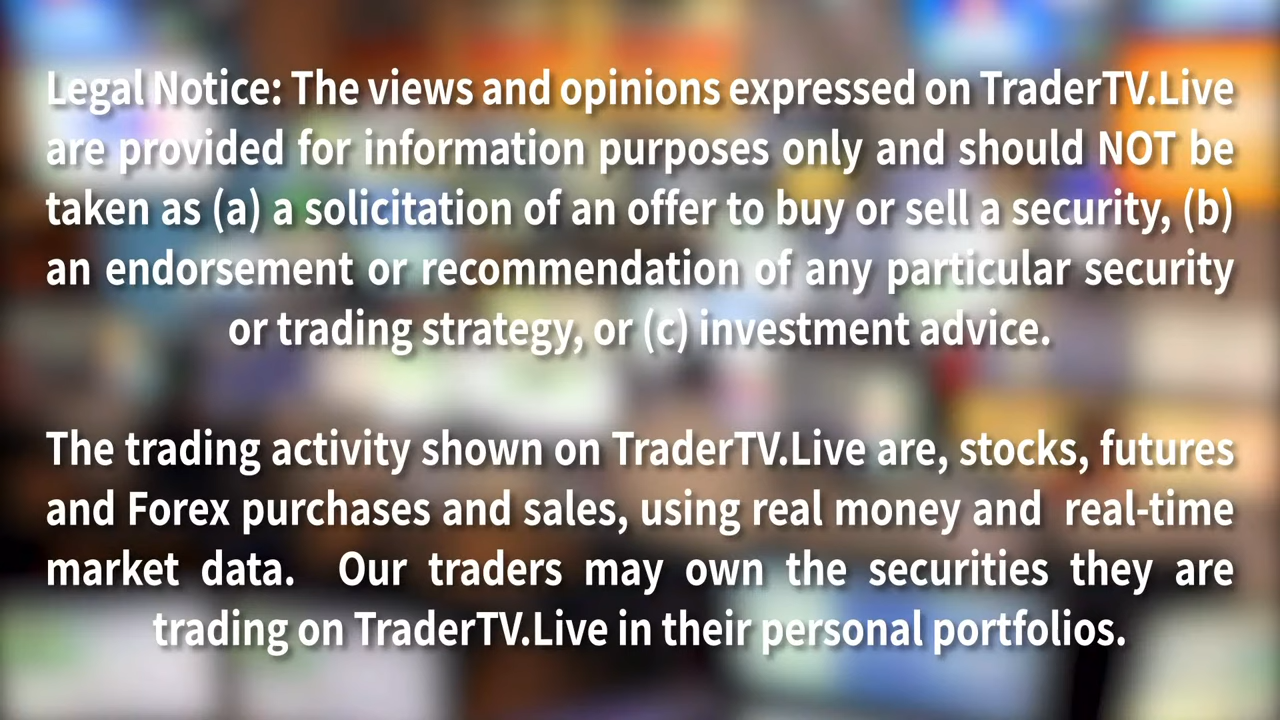 Legal Notice: The views and opinions expressed on TraderTV.Live
are provided for information purposes only and should NOT be
taken as (a) a solicitation of an offer to buy or sell a security, (b)
an endorsement or recommendation of any particular security
or trading strategy, or (c) investment advice.
The trading activity shown on TraderTV.Live are, stocks, futures
and Forex purchases and sales, using real money and  real-time
market data.  Our traders may own the securities they are
trading on TraderTV.Live in their personal portfolios.